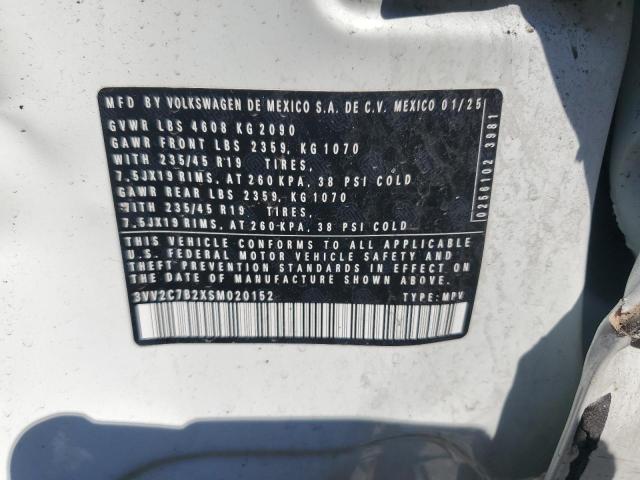 MFD BY VOLKSWAGEN DE MEXICO S.A. DE C.V. MEXICO 01/25
GVWR LBS 4608 KG 2090
GAWR FRONT LBS 2359, KG 1070
WITH 235/45 R19 TIRES,
7.5JX19 RIMS, AT 260 KPA, 38 PSI COLD
GAWR REAR LBS 2359, KG 1070
WITH 235/45 R19 TIRES,
7.5JX19 RIMS, AT 260 KPA, 38 PSI COLD
THIS VEHICLE CONFORMS TO ALL APPLICABLE
U.S. FEDERAL MOTOR VEHICLE SAFETY AND
THEFT PREVENTION STANDARDS IN EFFECT ON
THE DATE OF MANUFACTURE SHOWN ABOVE.
3VV2C7B2XSM020152 TYPE: MPV
0256102 3981